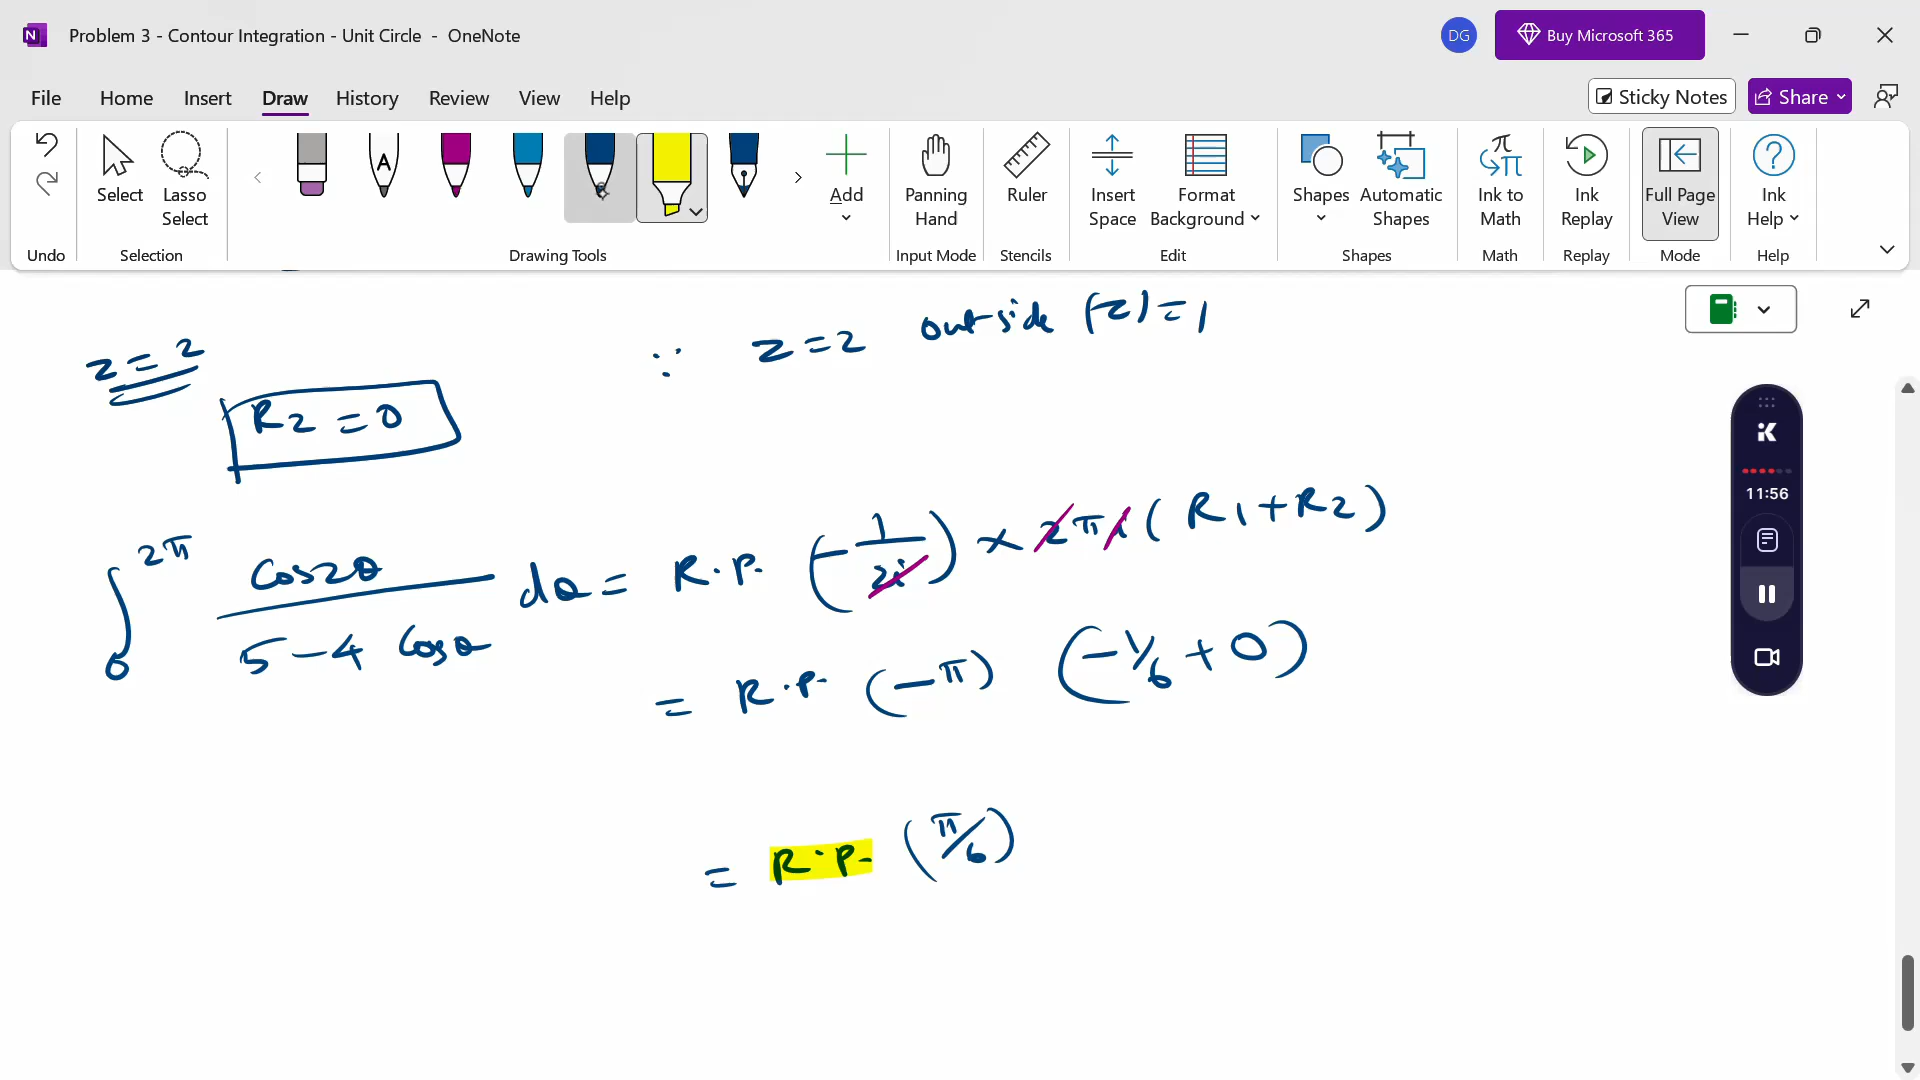 Problem 3 - Contour Integration - Unit Circle - OneNote
DG
Buy Microsoft 365
File Home Insert Draw History Review View Help
Sticky Notes
Share
Select
Lasso Select
A
Add
Panning Hand
Ruler
Insert Space
Format Background
Shapes
Automatic Shapes
Ink to Math
Ink Replay
Full Page View
Ink Help
Undo
Selection
Drawing Tools
Input Mode
Stencils
Edit
Shapes
Math
Replay
Mode
Help
z = 2
∵ z = 2 outside |z| = 1
R2 = 0
11:56
∫₀^{2π} cos2θ / (5 - 4 cosθ) dθ = R.P. (-1/2i) × 2πi (R1 + R2)
= R.P. (-π) (-1/6 + 0)
= R.P. (π/6)